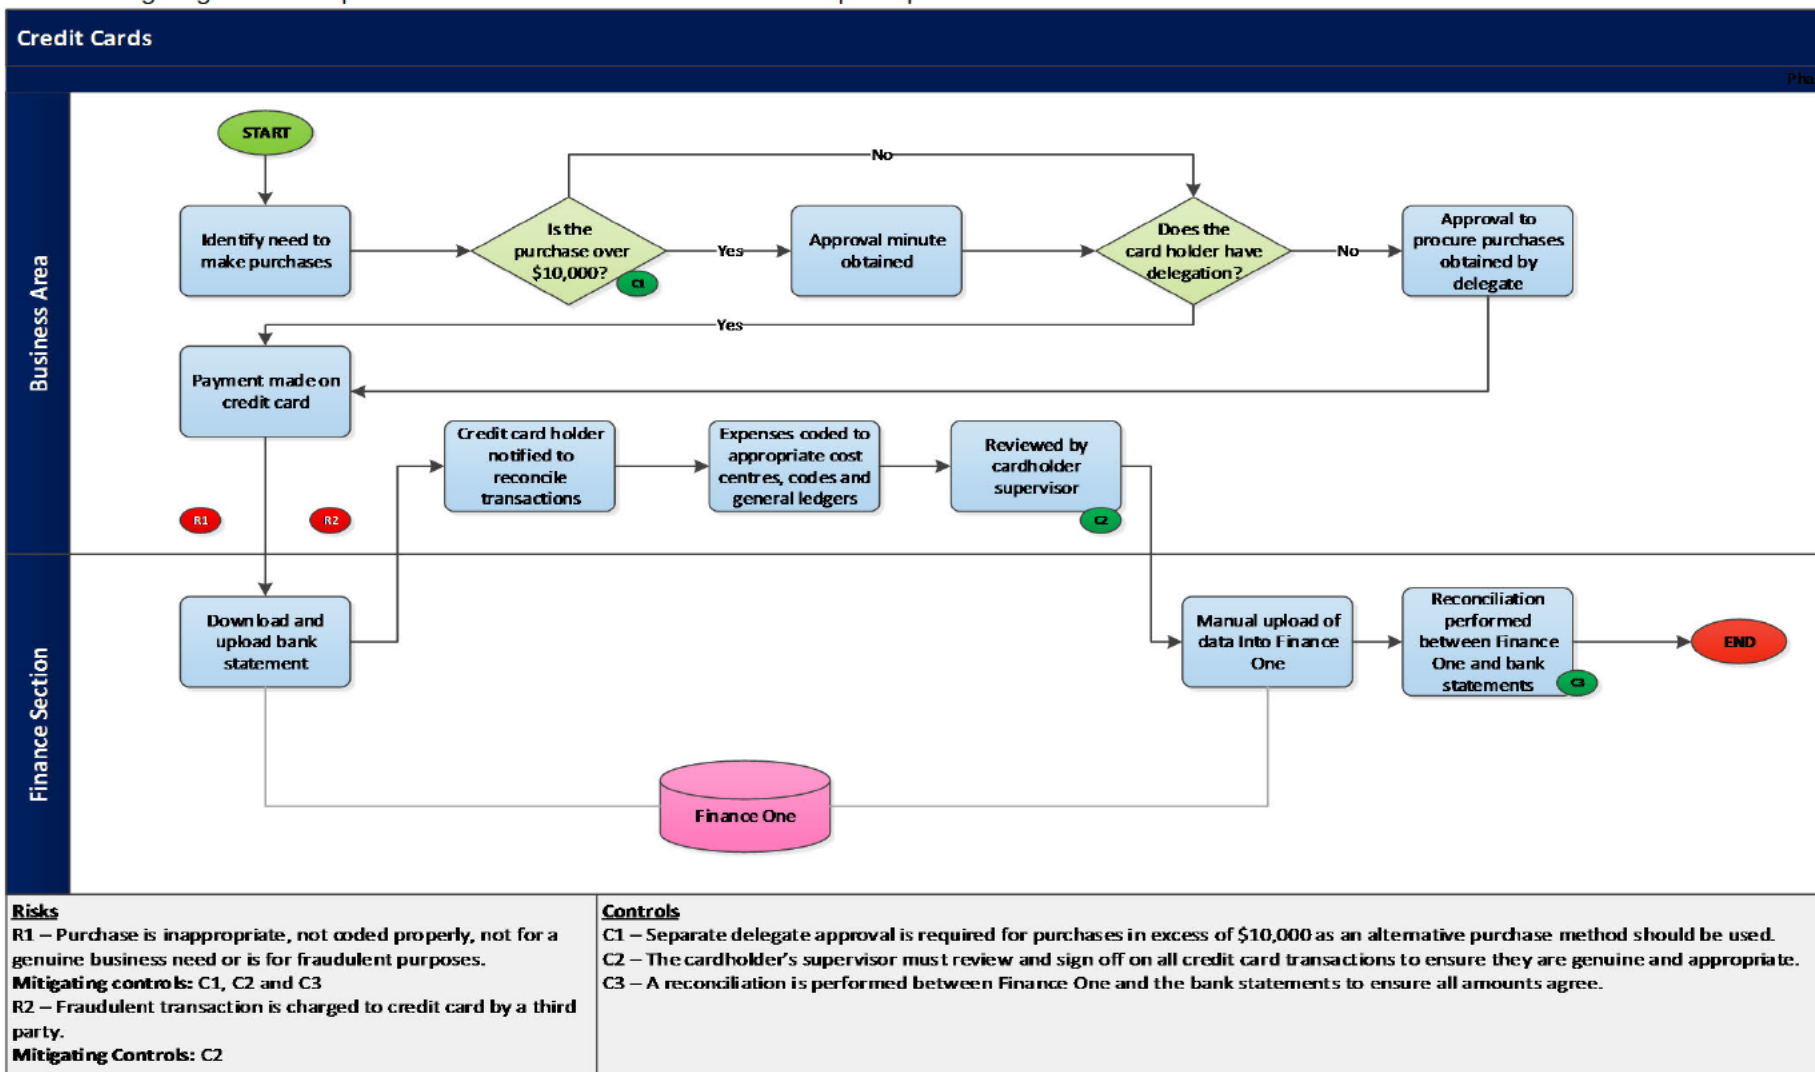 Credit Cards
Business Area
START
No
Identify need to
make purchases
Is the
purchase over
$10,000?
C1
Yes
Approval minute
obtained
Does the
card holder have
delegation?
No
Approval to
procure purchases
obtained by
delegate
Yes
Payment made on
credit card
Credit card holder
notified to
reconcile
transactions
Expenses coded to
appropriate cost
centres, codes and
general ledgers
Reviewed by
cardholder
supervisor
C2
R1
R2
Finance Section
Download and
upload bank
statement
Manual upload of
data Into Finance
One
Reconciliation
performed
between Finance
One and bank
statements
C3
END
Finance One
Risks
R1 – Purchase is inappropriate, not coded properly, not for a
genuine business need or is for fraudulent purposes.
Mitigating controls: C1, C2 and C3
R2 – Fraudulent transaction is charged to credit card by a third
party.
Mitigating Controls: C2
Controls
C1 – Separate delegate approval is required for purchases in excess of $10,000 as an alternative purchase method should be used.
C2 – The cardholder's supervisor must review and sign off on all credit card transactions to ensure they are genuine and appropriate.
C3 – A reconciliation is performed between Finance One and the bank statements to ensure all amounts agree.